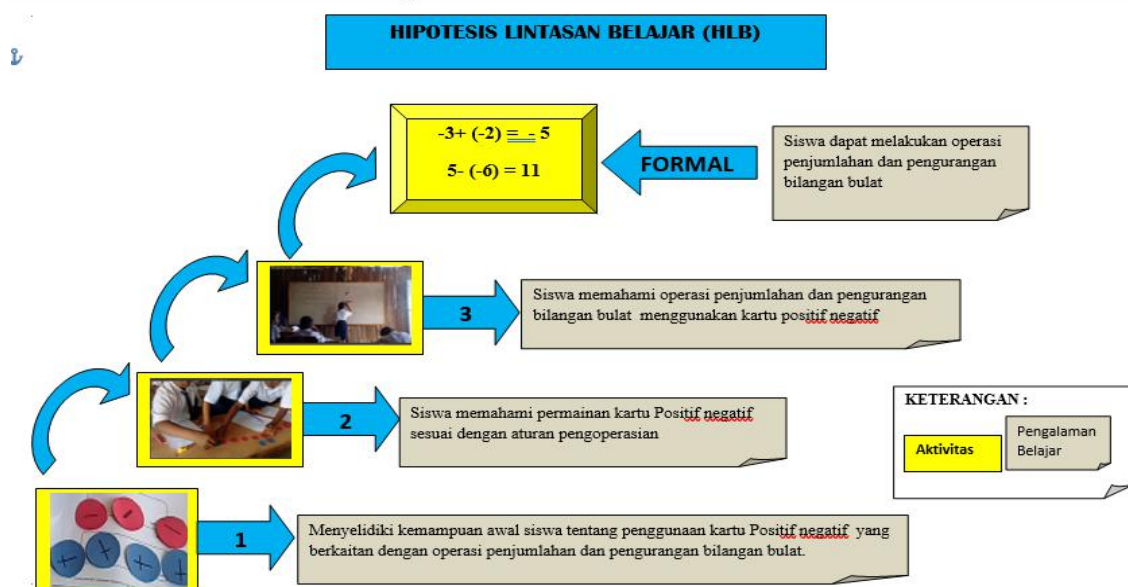 HIPOTESIS LINTASAN BELAJAR (HLB)
-3+ (-2) = - 5
5- (-6) = 11
FORMAL
Siswa dapat melakukan operasi
penjumlahan dan pengurangan
bilangan bulat
3
Siswa memahami operasi penjumlahan dan pengurangan
bilangan bulat menggunakan kartu positif negatif
2
Siswa memahami permainan kartu Positif negatif
sesuai dengan aturan pengoperasian
KETERANGAN :
Aktivitas
Pengalaman
Belajar
1
Menyelidiki kemampuan awal siswa tentang penggunaan kartu Positif negatif yang
berkaitan dengan operasi penjumlahan dan pengurangan bilangan bulat.